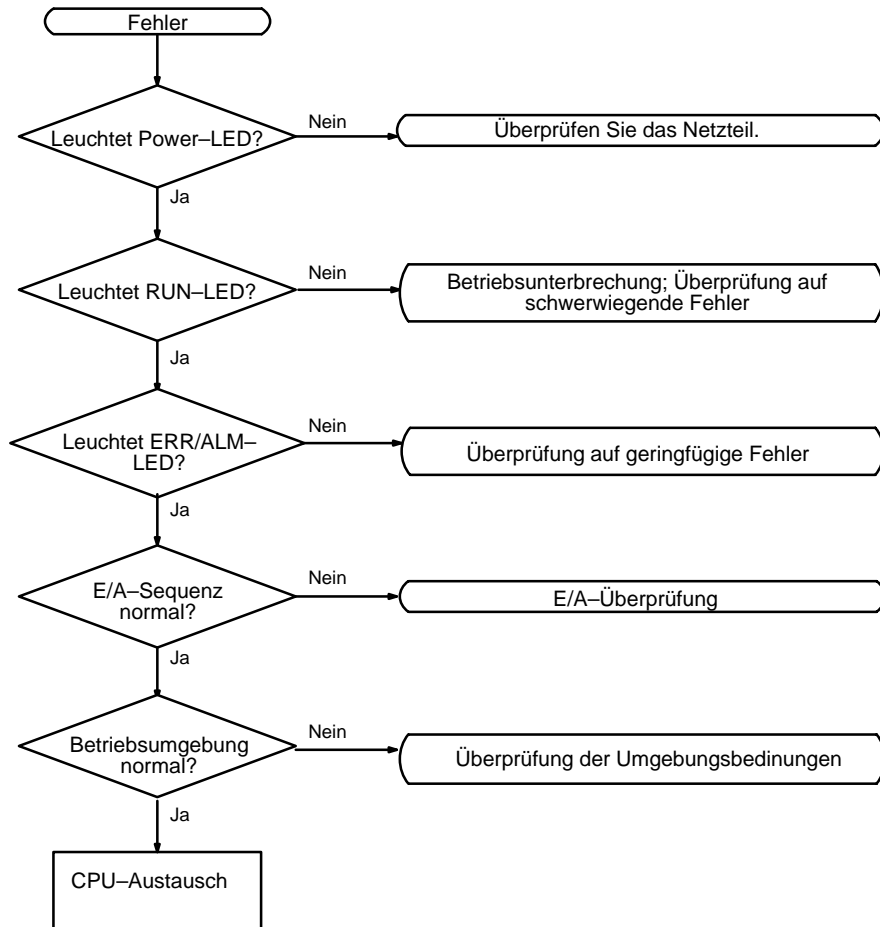 Fehler
Leuchtet Power–LED?
Nein
Überprüfen Sie das Netzteil.
Ja
Leuchtet RUN–LED?
Nein
Betriebsunterbrechung; Überprüfung auf
schwerwiegende Fehler
Ja
Leuchtet ERR/ALM–
LED?
Nein
Überprüfung auf geringfügige Fehler
Ja
E/A–Sequenz
normal?
Nein
E/A–Überprüfung
Ja
Betriebsumgebung
normal?
Nein
Überprüfung der Umgebungsbedinungen
Ja
CPU–Austausch